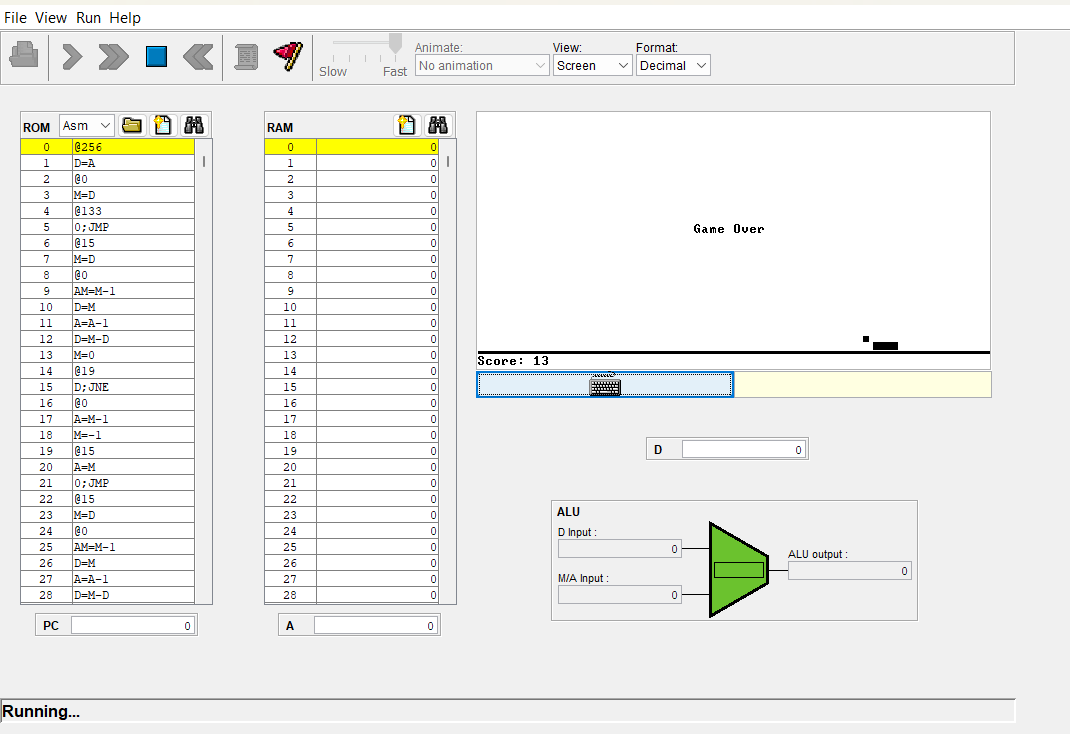 File View Run Help
Slow Fast
Animate:
No animation
View:
Screen
Format:
Decimal
ROM Asm
0 @256
1 D=A
2 @0
3 M=D
4 @133
5 0;JMP
6 @15
7 M=D
8 @0
9 AM=M-1
10 D=M
11 A=A-1
12 D=M-D
13 M=0
14 @19
15 D;JNE
16 @0
17 A=M-1
18 M=-1
19 @15
20 A=M
21 0;JMP
22 @15
23 M=D
24 @0
25 AM=M-1
26 D=M
27 A=A-1
28 D=M-D
PC 0
RAM
0 0
1 0
2 0
3 0
4 0
5 0
6 0
7 0
8 0
9 0
10 0
11 0
12 0
13 0
14 0
15 0
16 0
17 0
18 0
19 0
20 0
21 0
22 0
23 0
24 0
25 0
26 0
27 0
28 0
A 0
Game Over
Score: 13
D 0
ALU
D Input :
0
M/A Input :
0
ALU output :
0
Running...